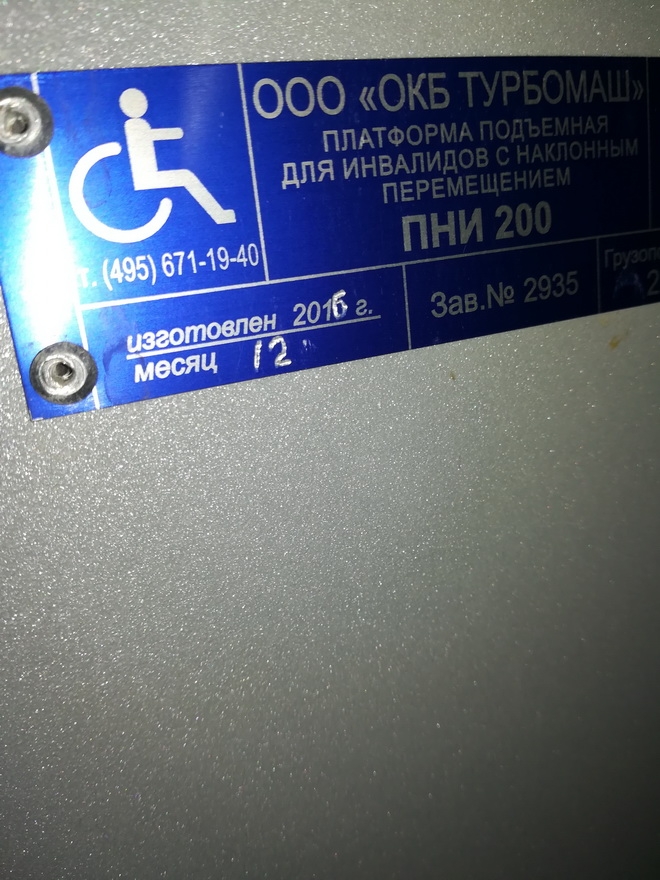 ООО «ОКБ ТУРБОМАШ»
ПЛАТФОРМА ПОДЪЕМНАЯ
ДЛЯ ИНВАЛИДОВ С НАКЛОННЫМ
ПЕРЕМЕЩЕНИЕМ
ПНИ 200
т. (495) 671-19-40
изготовлен 2016 г.
месяц 12
Зав.№ 2935